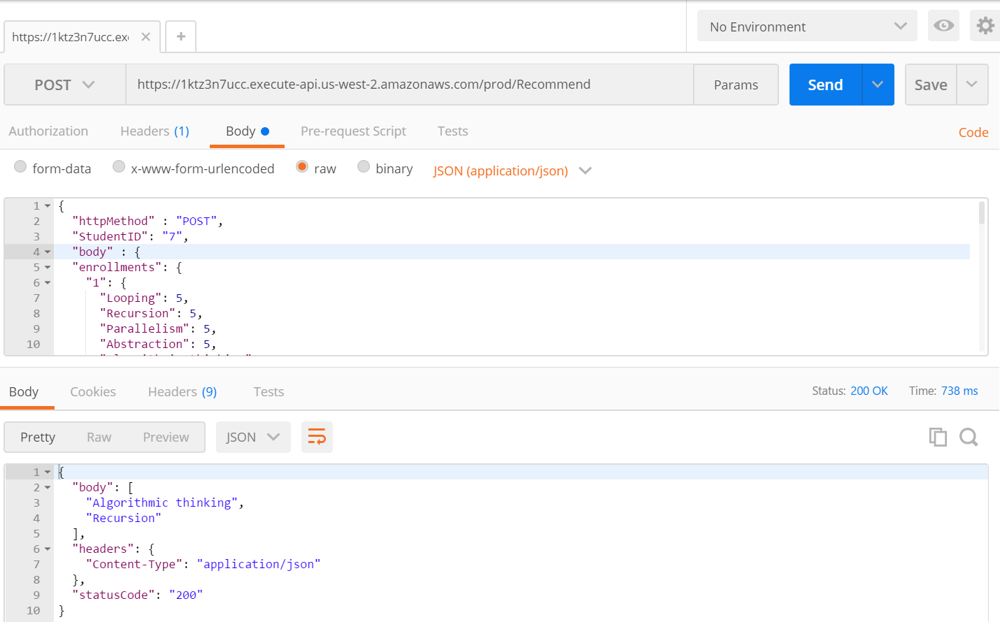 https://1ktz3n7ucc.exe
No Environment
POST https://1ktz3n7ucc.execute-api.us-west-2.amazonaws.com/prod/Recommend Params Send Save
Authorization Headers (1) Body Pre-request Script Tests Code
form-data x-www-form-urlencoded raw binary JSON (application/json)
1 {
2 "httpMethod" : "POST",
3 "StudentID": "7",
4 "body" : {
5 "enrollments": {
6 "1": {
7 "Looping": 5,
8 "Recursion": 5,
9 "Parallelism": 5,
10 "Abstraction": 5,
Body Cookies Headers (9) Tests Status: 200 OK Time: 738 ms
Pretty Raw Preview JSON
1 {
2 "body": [
3 "Algorithmic thinking",
4 "Recursion"
5 ],
6 "headers": {
7 "Content-Type": "application/json"
8 },
9 "statusCode": "200"
10 }